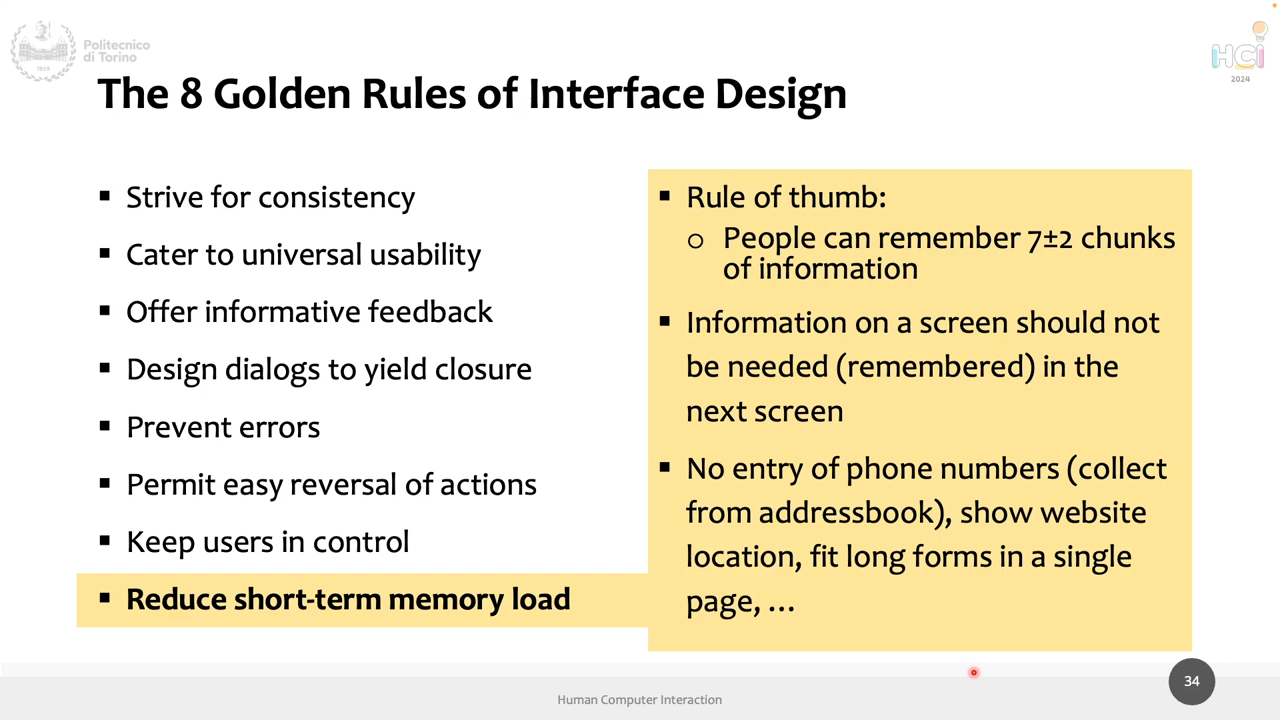 Politecnico
di Torino
1859
HCI
2024
The 8 Golden Rules of Interface Design
▪ Strive for consistency
▪ Cater to universal usability
▪ Offer informative feedback
▪ Design dialogs to yield closure
▪ Prevent errors
▪ Permit easy reversal of actions
▪ Keep users in control
▪ Reduce short-term memory load
▪ Rule of thumb:
o People can remember 7±2 chunks
of information
▪ Information on a screen should not
be needed (remembered) in the
next screen
▪ No entry of phone numbers (collect
from addressbook), show website
location, fit long forms in a single
page, …
Human Computer Interaction
34